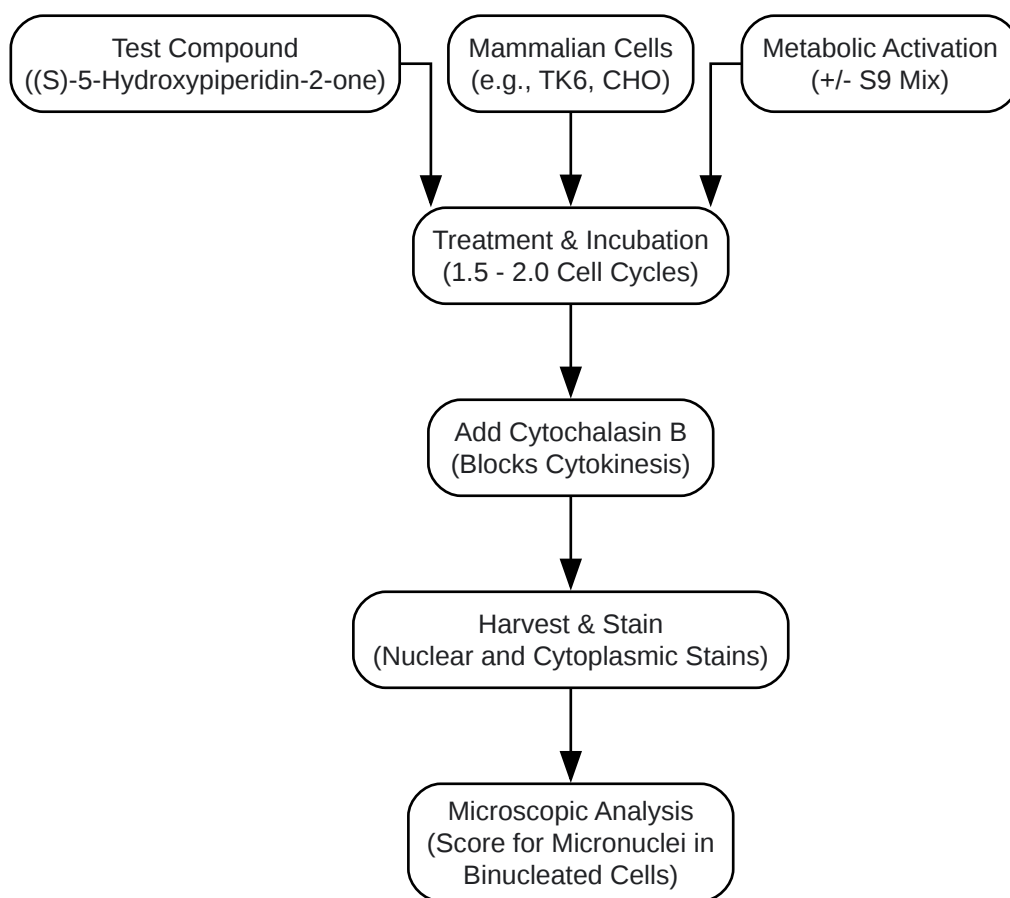 Test Compound
((S)-5-Hydroxypiperidin-2-one)
Mammalian Cells
(e.g., TK6, CHO)
Metabolic Activation
(+/- S9 Mix)
Treatment & Incubation
(1.5 - 2.0 Cell Cycles)
Add Cytochalasin B
(Blocks Cytokinesis)
Harvest & Stain
(Nuclear and Cytoplasmic Stains)
Microscopic Analysis
(Score for Micronuclei in
Binucleated Cells)